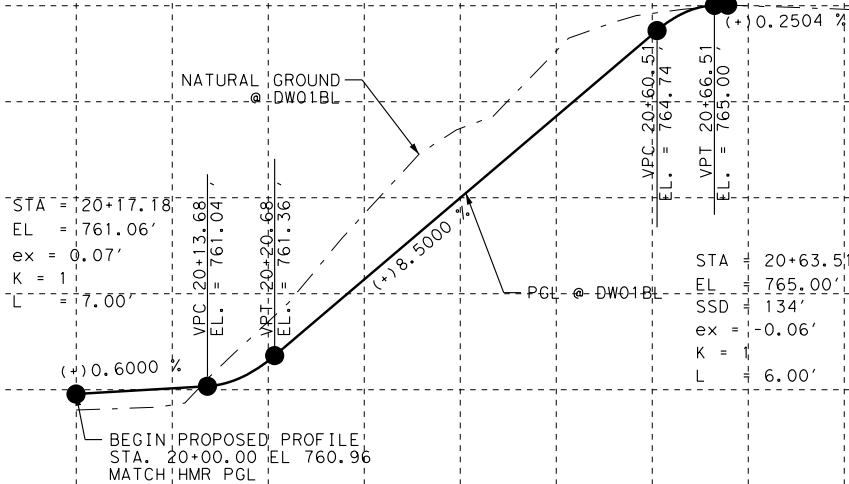 (+)0.2504 %
NATURAL GROUND
@ DW01BL
VPC 20+60.51
EL. = 764.74'
VPT 20+66.51
EL. = 765.00'
STA = 20+17.18
EL = 761.06'
ex = 0.07'
K = 1
L = 7.00'
VPC 20+13.68
EL. = 761.04'
VPT 20+20.68
EL. = 761.36'
(+)8.5000 %
PGL @ DW01BL
STA = 20+63.51
EL = 765.00'
SSD = 134'
ex = -0.06'
K = 1
L = 6.00'
(+)0.6000 %
BEGIN PROPOSED PROFILE
STA. 20+00.00 EL 760.96
MATCH HMR PGL